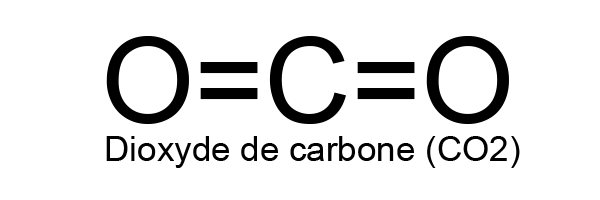 O=C=O
Dioxyde de carbone (CO2)